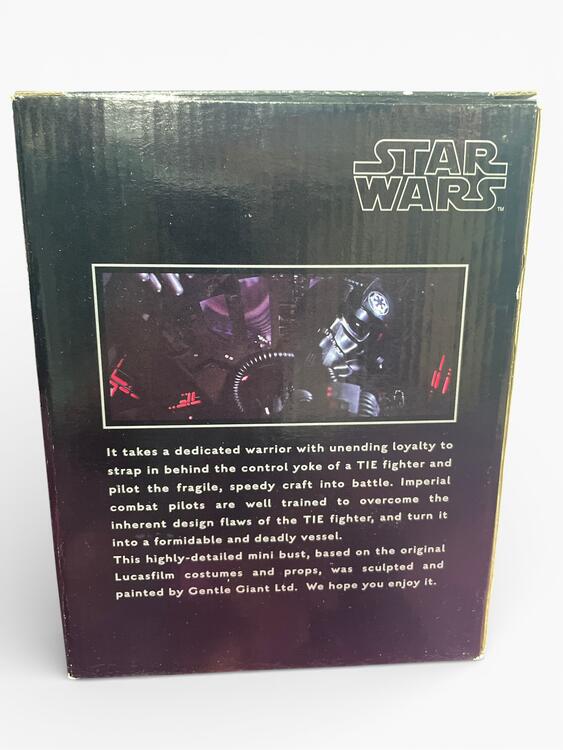 STAR
WARS™
It takes a dedicated warrior with unending loyalty to
strap in behind the control yoke of a TIE fighter and
pilot the fragile, speedy craft into battle. Imperial
combat pilots are well trained to overcome the
inherent design flaws of the TIE fighter, and turn it
into a formidable and deadly vessel.
This highly-detailed mini bust, based on the original
Lucasfilm costumes and props, was sculpted and
painted by Gentle Giant Ltd. We hope you enjoy it.